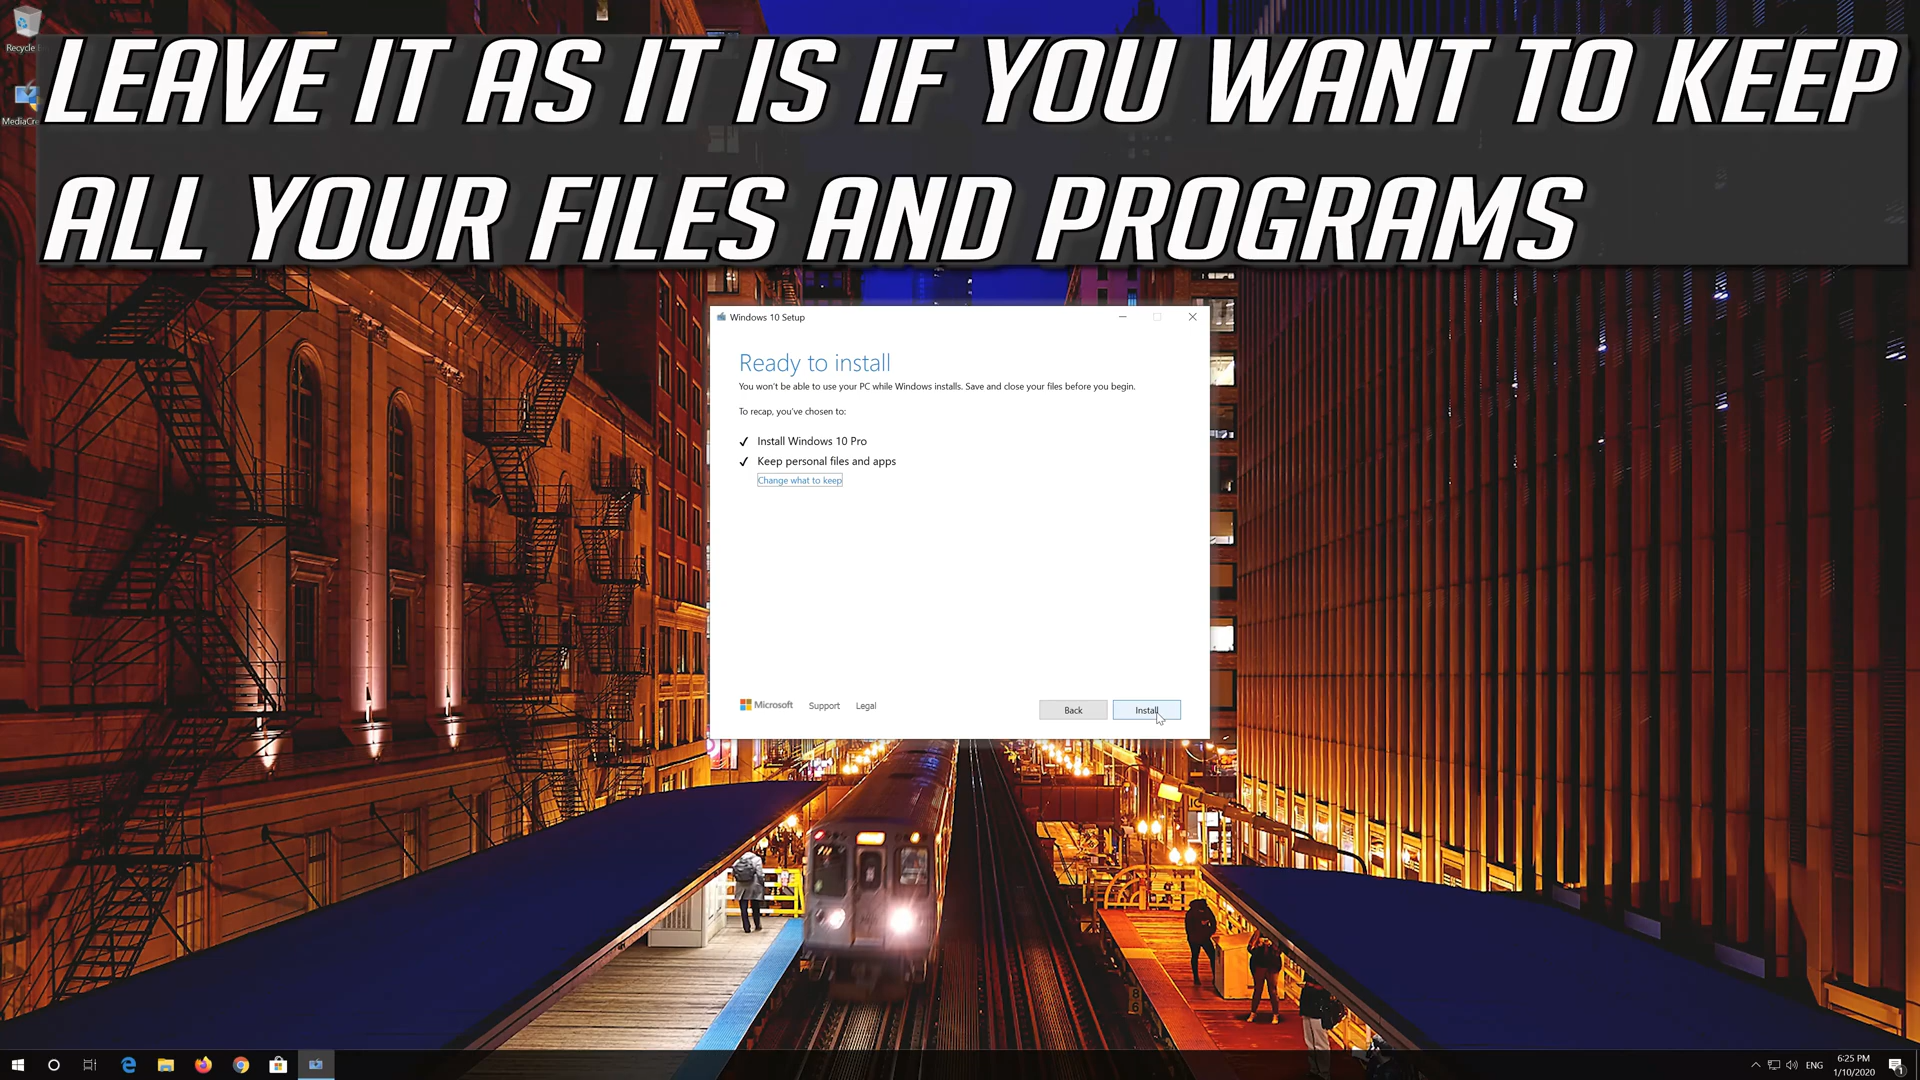 LEAVE IT AS IT IS IF YOU WANT TO KEEP
ALL YOUR FILES AND PROGRAMS
Recycle
MediaCre
Windows 10 Setup
Ready to install
You won't be able to use your PC while Windows installs. Save and close your files before you begin.
To recap, you've chosen to:
Install Windows 10 Pro
Keep personal files and apps
Change what to keep
Microsoft Support Legal
Back Install
ENG
6:25 PM
1/10/2020